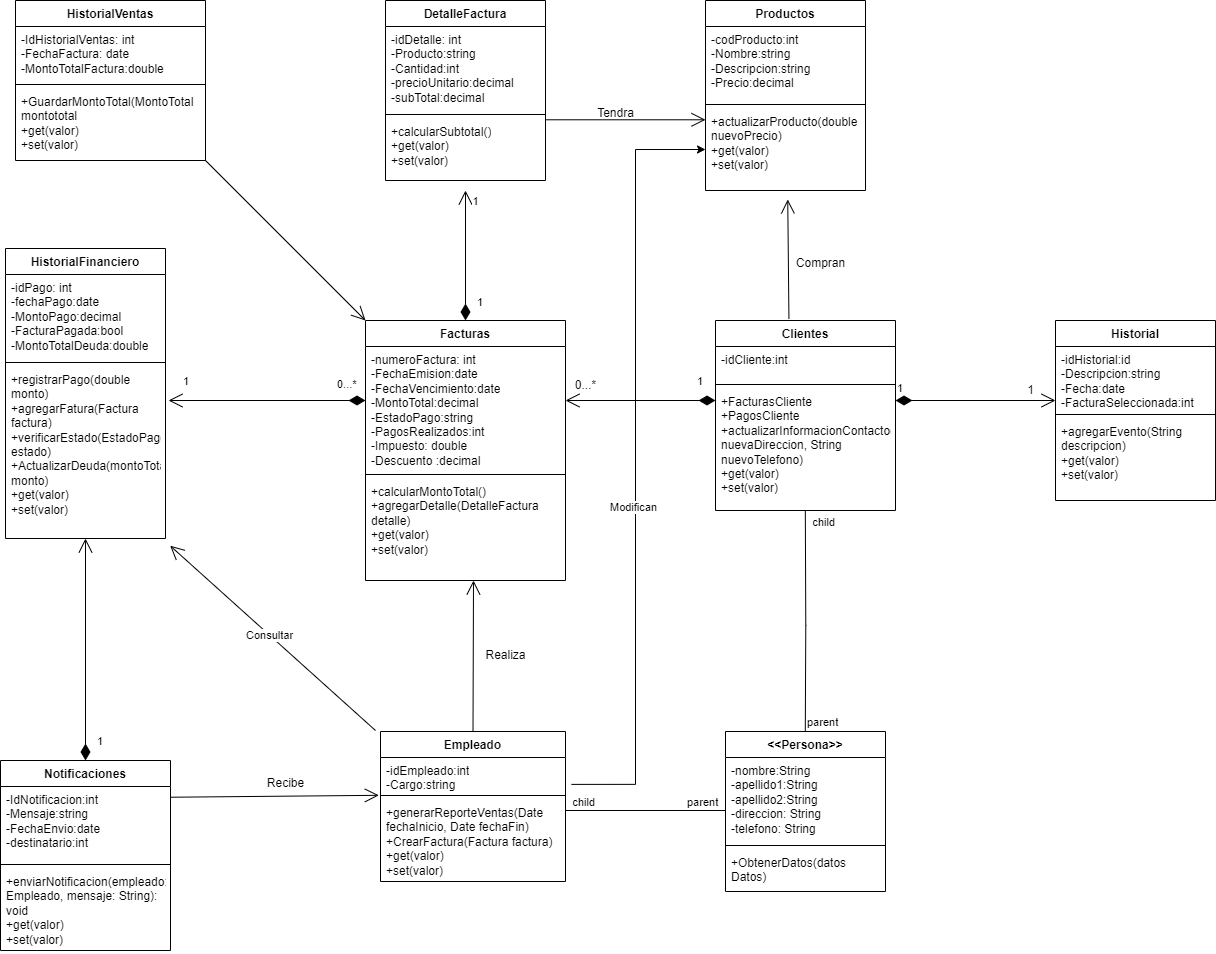 HistorialVentas
-IdHistorialVentas: int
-FechaFactura: date
-MontoTotalFactura:double
+GuardarMontoTotal(MontoTotal
montototal
+get(valor)
+set(valor)
DetalleFactura
-idDetalle: int
-Producto:string
-Cantidad:int
-precioUnitario:decimal
-subTotal:decimal
+calcularSubtotal()
+get(valor)
+set(valor)
Tendra
Productos
-codProducto:int
-Nombre:string
-Descripcion:string
-Precio:decimal
+actualizarProducto(double
nuevoPrecio)
+get(valor)
+set(valor)
1
1
Compran
HistorialFinanciero
-idPago: int
-fechaPago:date
-MontoPago:decimal
-FacturaPagada:bool
-MontoTotalDeuda:double
+registrarPago(double
monto)
+agregarFatura(Factura
factura)
+verificarEstado(EstadoPag
estado)
+ActualizarDeuda(montoTot
monto)
+get(valor)
+set(valor)
1
0...*
Facturas
-numeroFactura: int
-FechaEmision:date
-FechaVencimiento:date
-MontoTotal:decimal
-EstadoPago:string
-PagosRealizados:int
-Impuesto: double
-Descuento :decimal
+calcularMontoTotal()
+agregarDetalle(DetalleFactura
detalle)
+get(valor)
+set(valor)
0...*
1
Clientes
-idCliente:int
+FacturasCliente
+PagosCliente
+actualizarInformacionContacto
nuevaDireccion, String
nuevoTelefono)
+get(valor)
+set(valor)
1
1
Historial
-idHistorial:id
-Descripcion:string
-Fecha:date
-FacturaSeleccionada:int
+agregarEvento(String
descripcion)
+get(valor)
+set(valor)
Modifican
child
Consultar
Realiza
parent
1
Notificaciones
-IdNotificacion:int
-Mensaje:string
-FechaEnvio:date
-destinatario:int
+enviarNotificacion(empleado:
Empleado, mensaje: String):
void
+get(valor)
+set(valor)
Recibe
Empleado
-idEmpleado:int
-Cargo:string
+generarReporteVentas(Date
fechaInicio, Date fechaFin)
+CrearFactura(Factura factura)
+get(valor)
+set(valor)
child
parent
<<Persona>>
-nombre:String
-apellido1:String
-apellido2:String
-direccion: String
-telefono: String
+ObtenerDatos(datos
Datos)